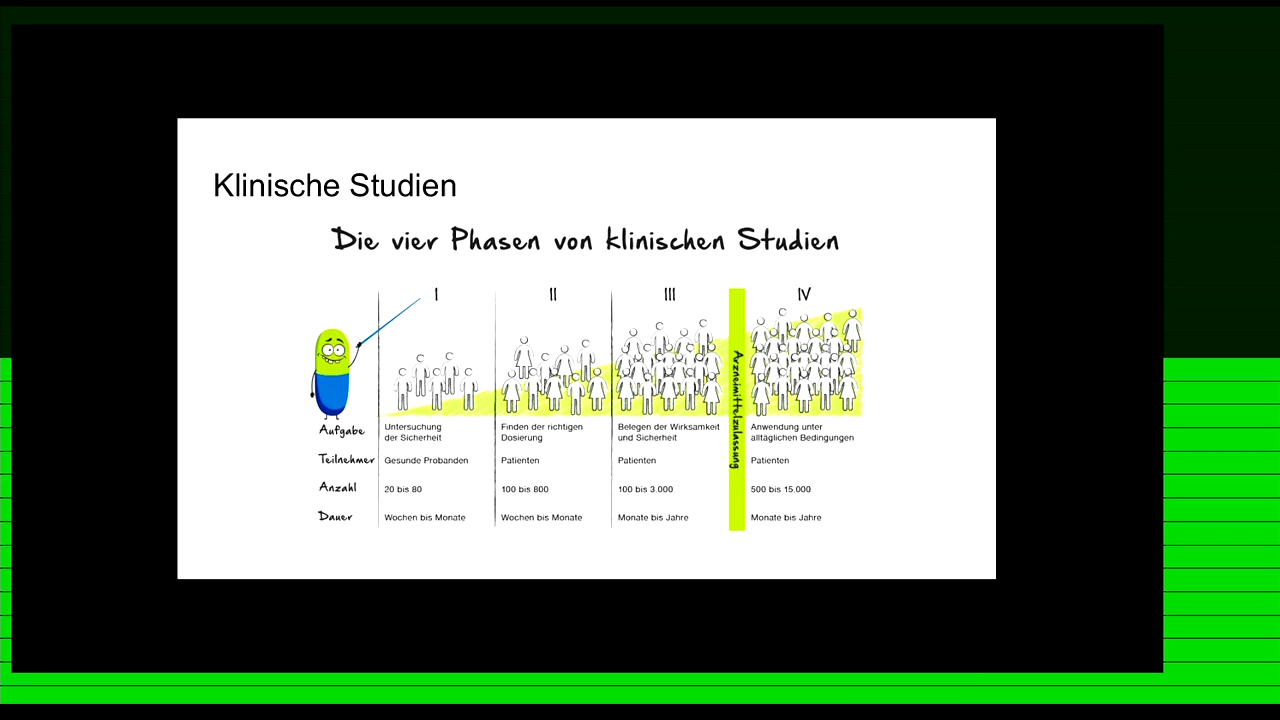 Klinische Studien
Die vier Phasen von klinischen Studien
I II III IV
Arzneimittelzulassung
Aufgabe
Untersuchung
der Sicherheit
Finden der richtigen
Dosierung
Belegen der Wirksamkeit
und Sicherheit
Anwendung unter
alltäglichen Bedingungen
Teilnehmer Gesunde Probanden Patienten Patienten Patienten
Anzahl 20 bis 80 100 bis 800 100 bis 3.000 500 bis 15.000
Dauer Wochen bis Monate Wochen bis Monate Monate bis Jahre Monate bis Jahre